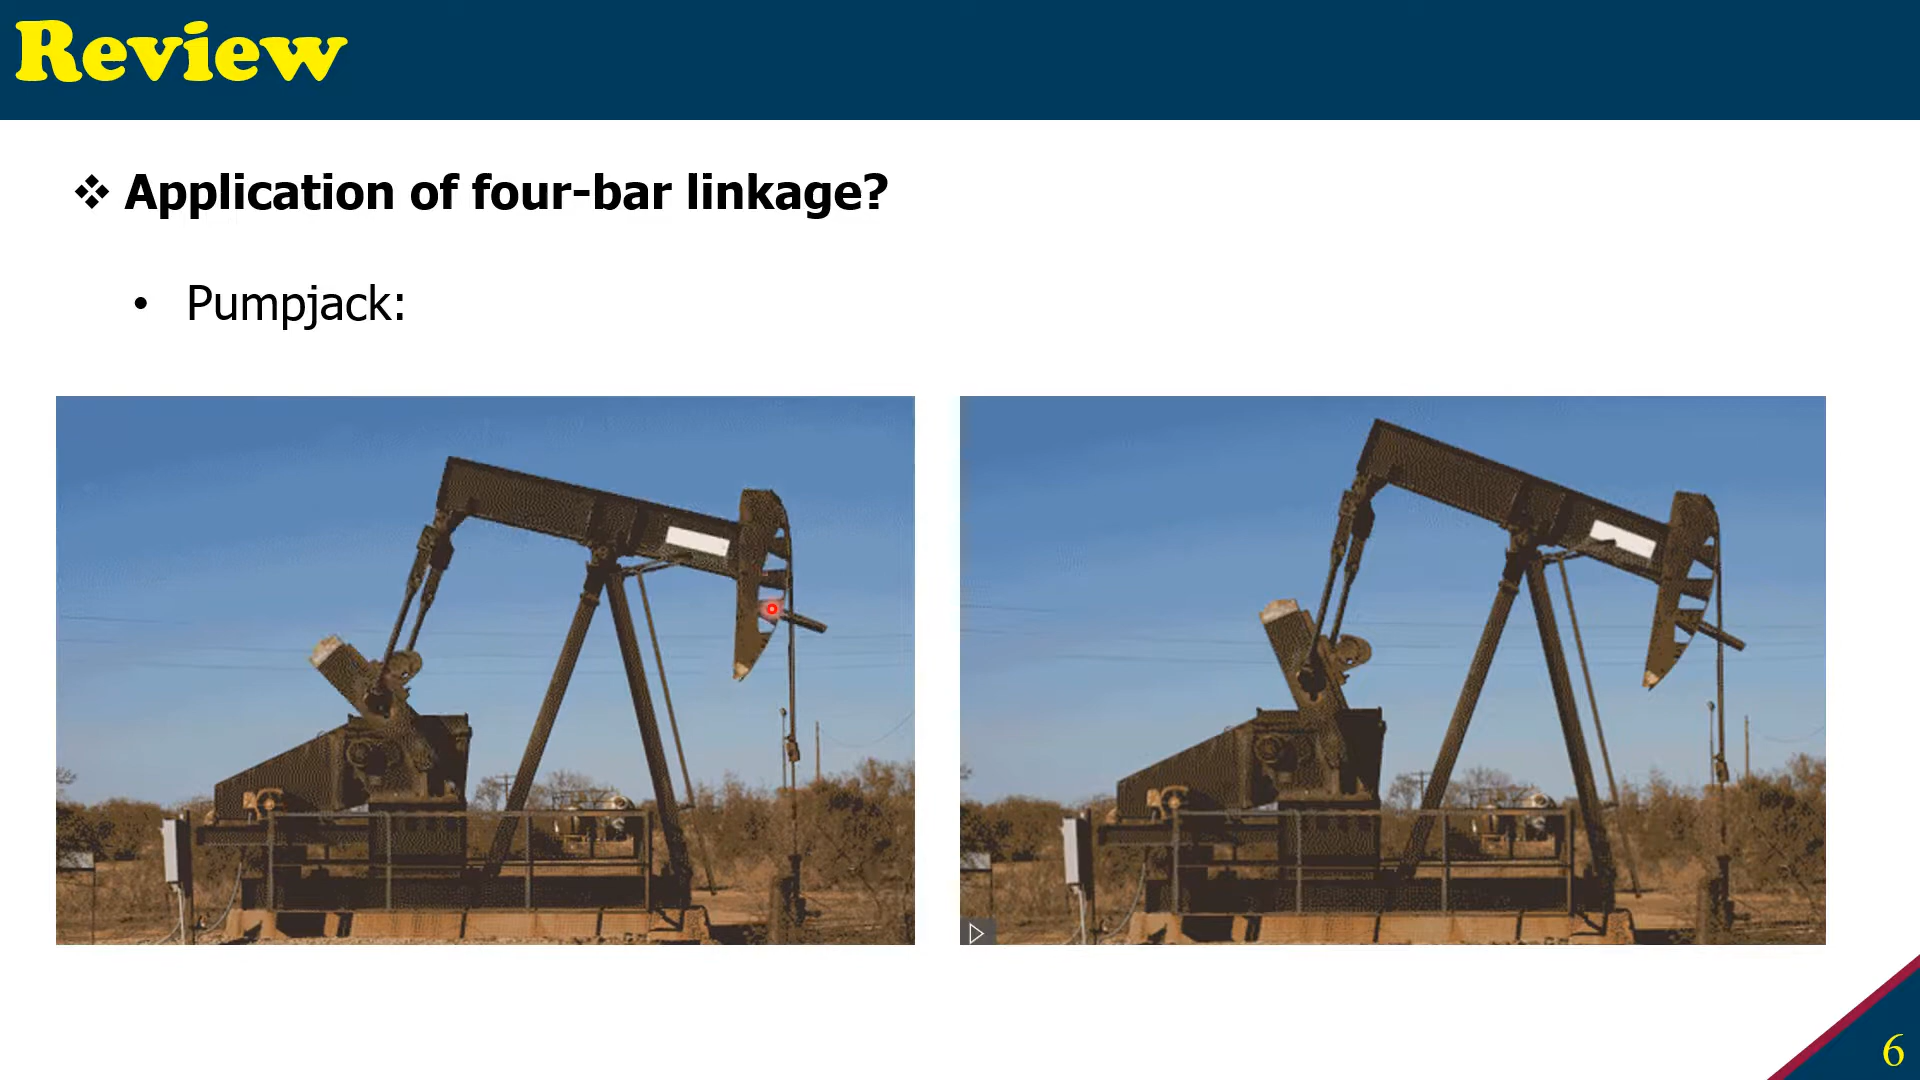 Review
❖ Application of four-bar linkage?
• Pumpjack:
6